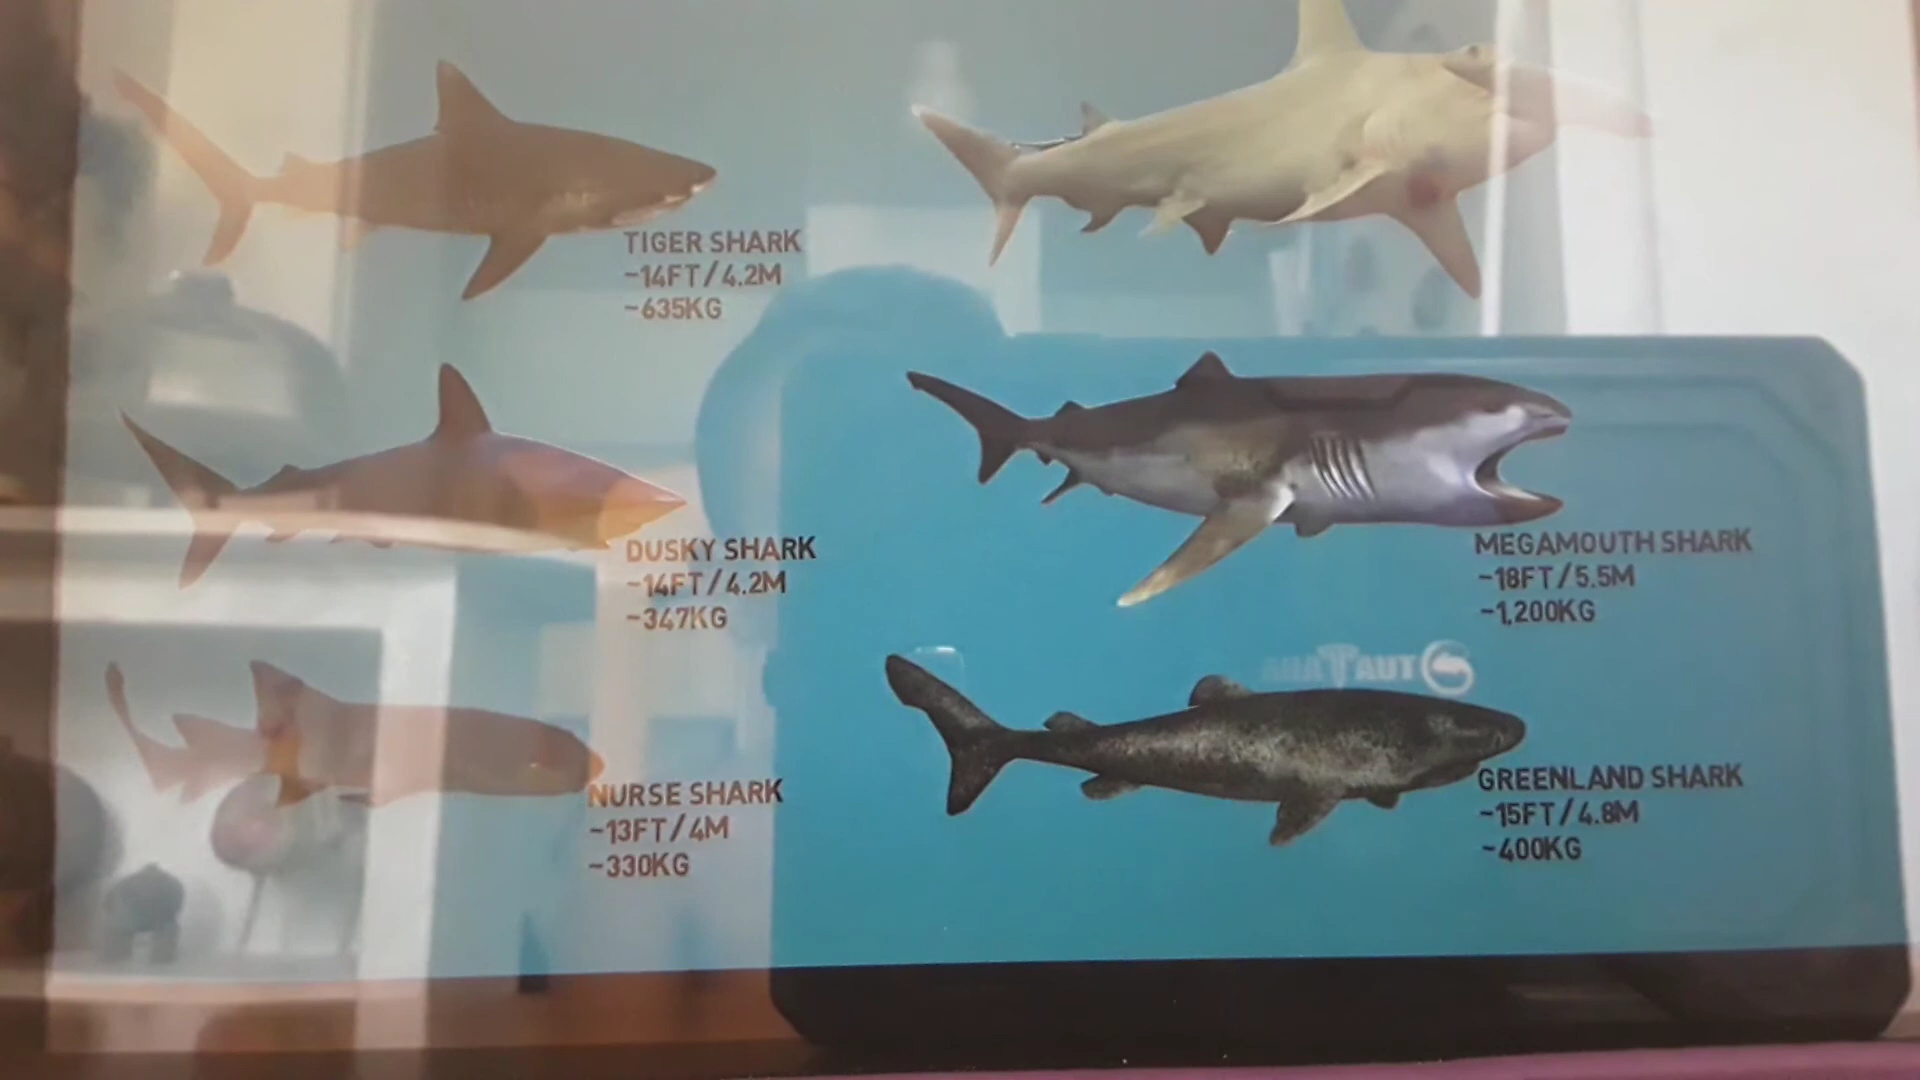 TIGER SHARK
~14FT/4.2M
~635KG
DUSKY SHARK
~14FT/4.2M
~347KG
NURSE SHARK
~13FT/4M
~330KG
MEGAMOUTH SHARK
~18FT/5.5M
~1,200KG
GREENLAND SHARK
~15FT/4.8M
~400KG